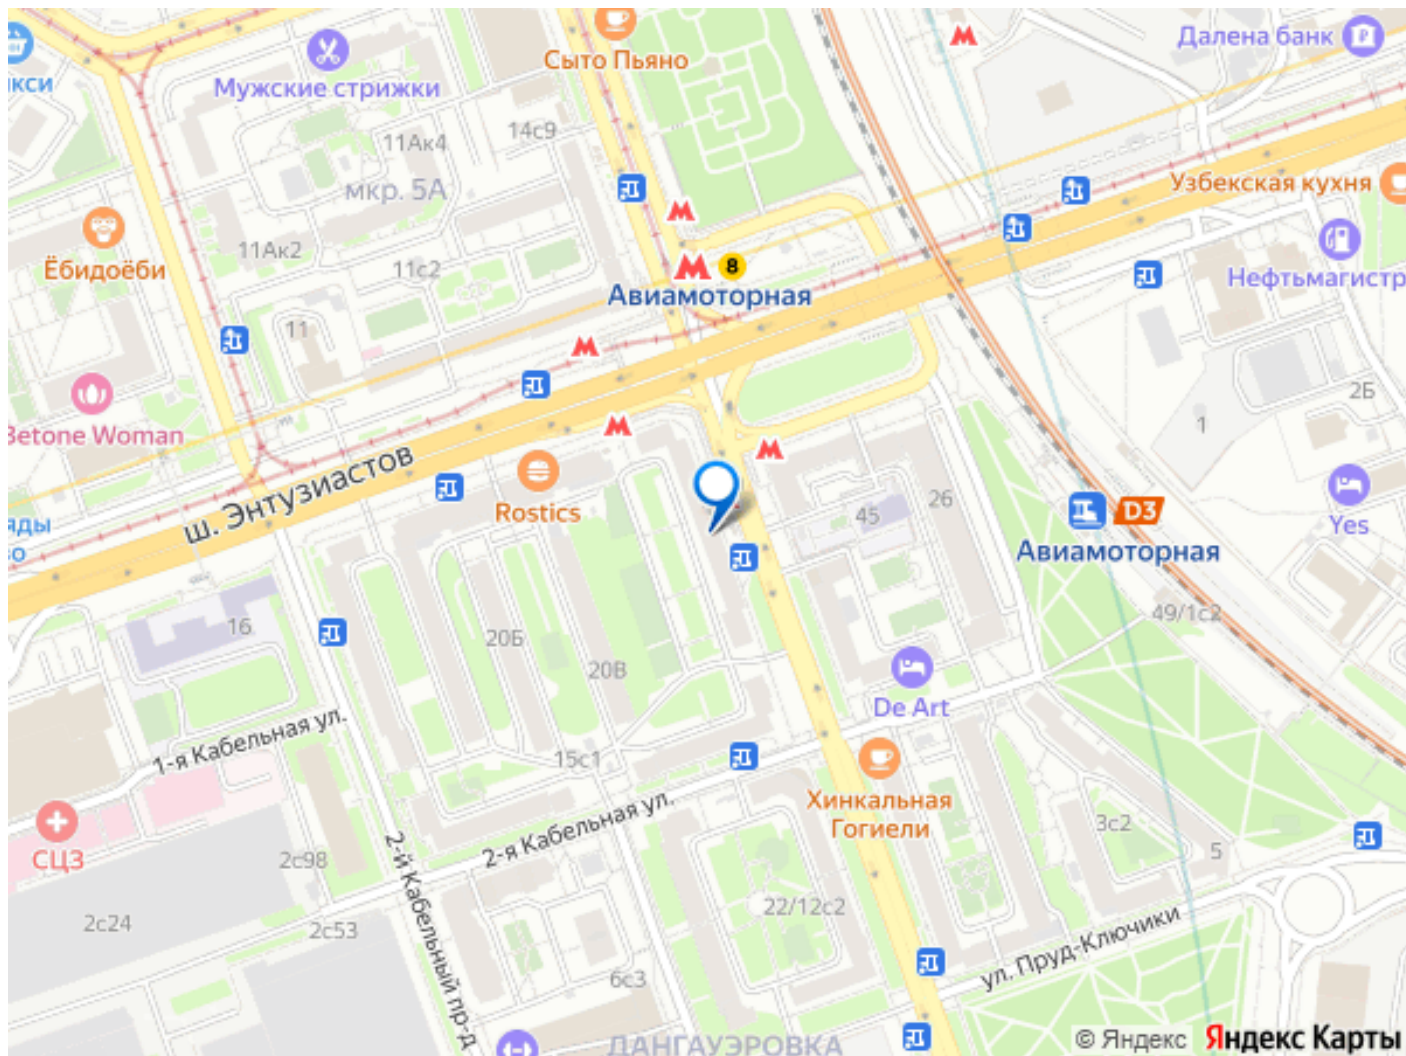 Далена банк
Сыто Пьяно
кси
Мужские стрижки
14с9
11Ак4
мкр. 5А
Узбекская кухня
11Ак2
Ёбидоёби
11с2
8
Нефтьмагистр
Авиамоторная
11
2Б
1
Betone Woman
ш. Энтузиастов
26
Rostics
45
D3
Yes
яды
о
Авиамоторная
49/1с2
16
20Б
20В
De Art
1-я Кабельная ул.
15с1
Хинкальная
Гогиели
2-я Кабельная ул.
3с2
5
СЦЗ
2с98
2-й Кабельный пр-д
22/12с2
2с24
2с53
ул. Пруд-Ключики
6с3
ДАНГАУЭРОВКА
© Яндекс Яндекс Карты